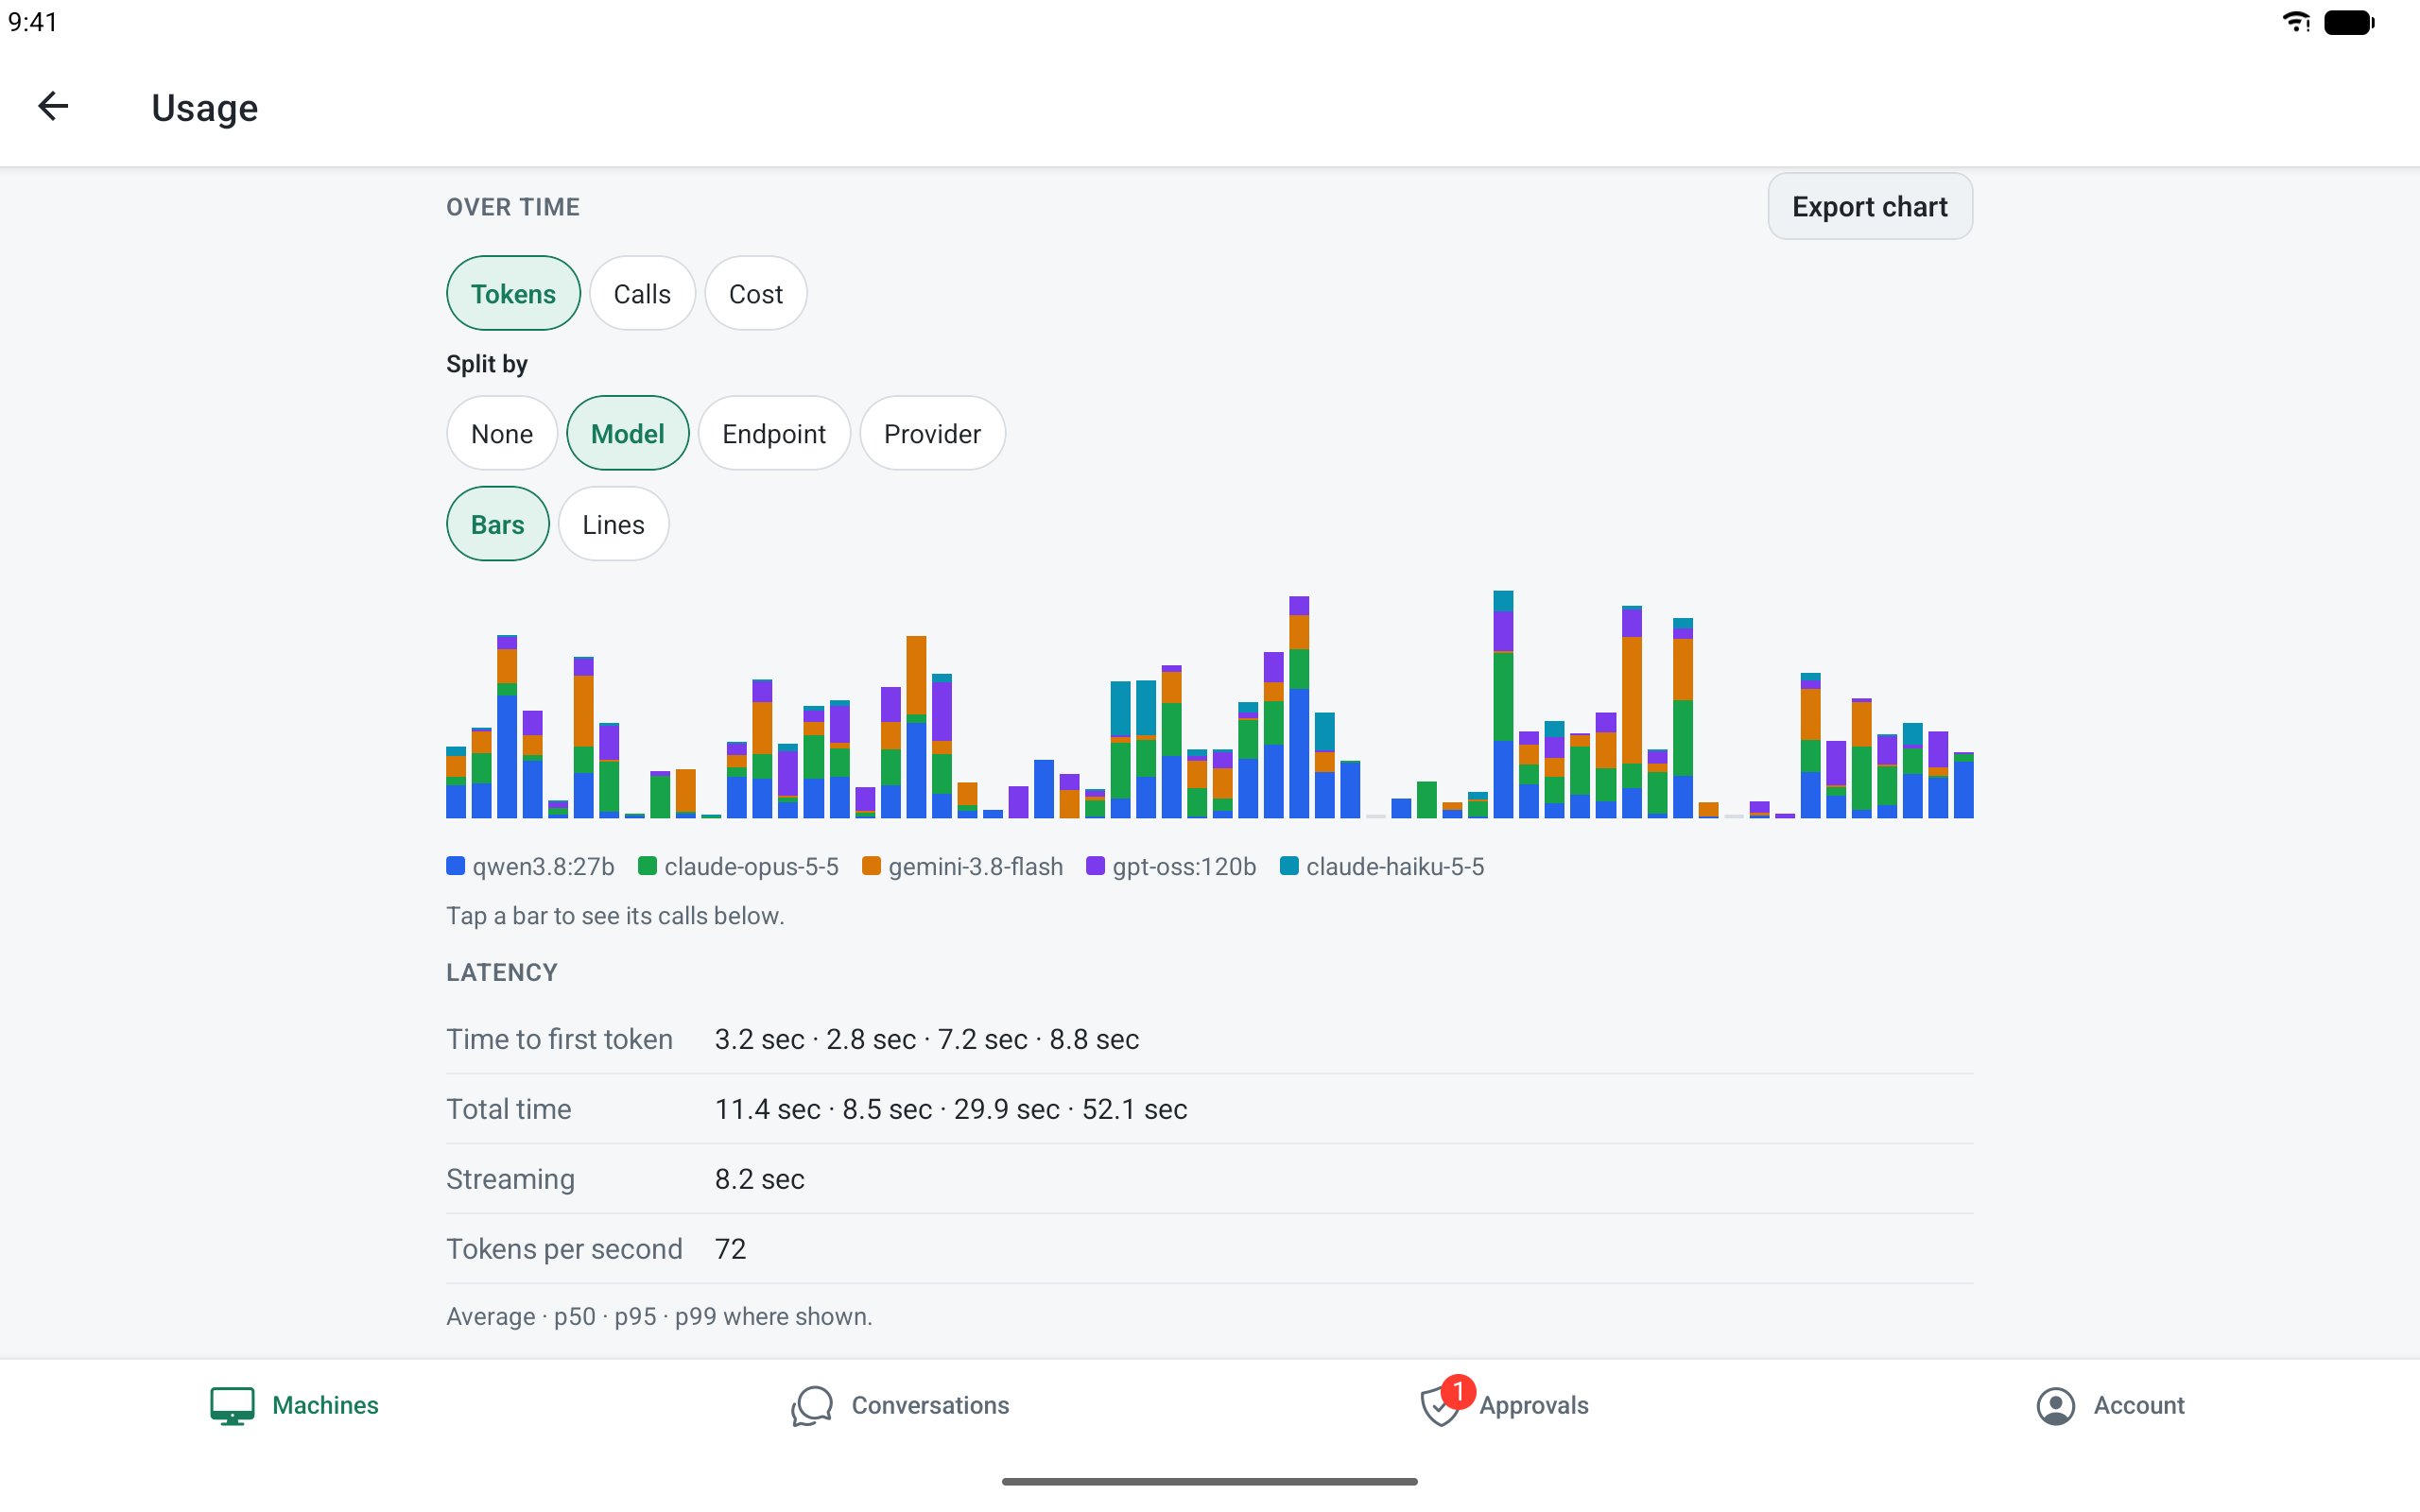 9:41
Usage
OVER TIME
Export chart
Tokens Calls Cost
Split by
None Model Endpoint Provider
Bars Lines
qwen3.8:27b claude-opus-5-5 gemini-3.8-flash gpt-oss:120b claude-haiku-5-5
Tap a bar to see its calls below.
LATENCY
Time to first token 3.2 sec · 2.8 sec · 7.2 sec · 8.8 sec
Total time 11.4 sec · 8.5 sec · 29.9 sec · 52.1 sec
Streaming 8.2 sec
Tokens per second 72
Average · p50 · p95 · p99 where shown.
Machines Conversations 1 Approvals Account